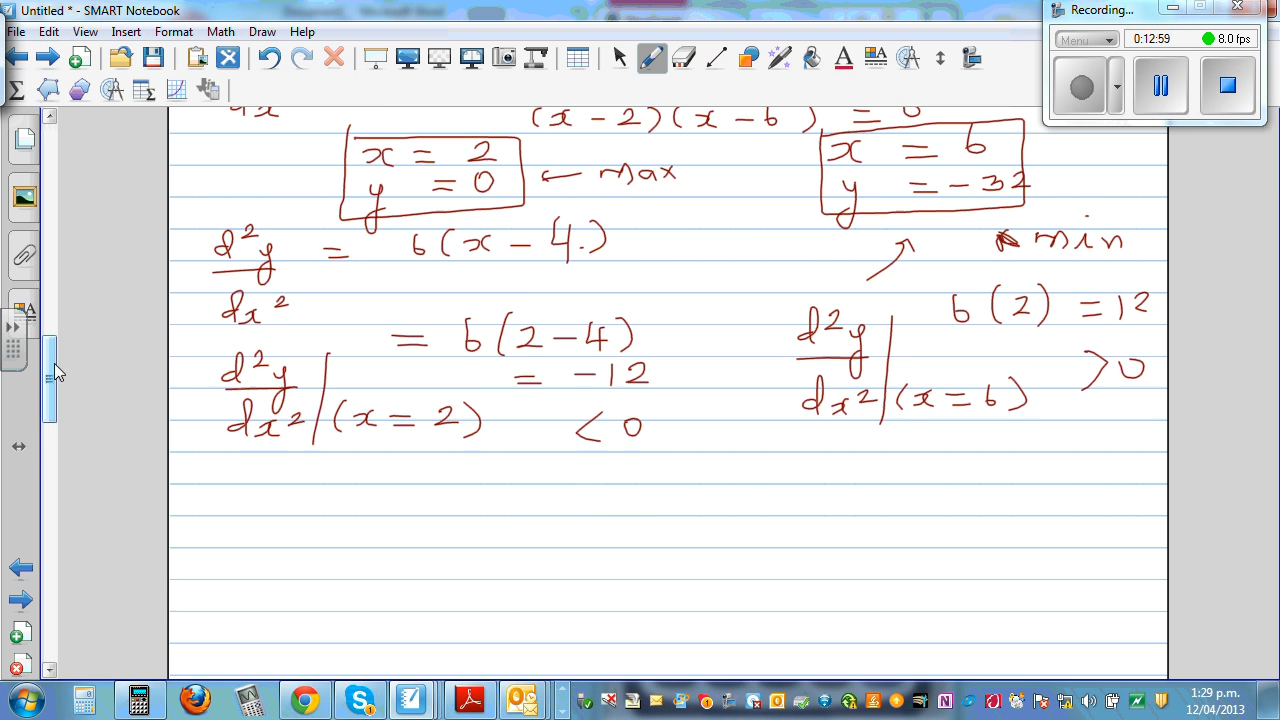 Untitled * - SMART Notebook
File Edit View Insert Format Math Draw Help
Recording...
Menu 0:12:59 8.0 fps
(x - 2)(x - 6) = 0
x = 2
y = 0 ← max
x = 6
y = -32
min
d²y/dx² = 6(x - 4)
= 6(2 - 4)
= -12
d²y/dx² | (x = 2) < 0
6(2) = 12
d²y/dx² | (x = 6) > 0
1:29 p.m.
12/04/2013